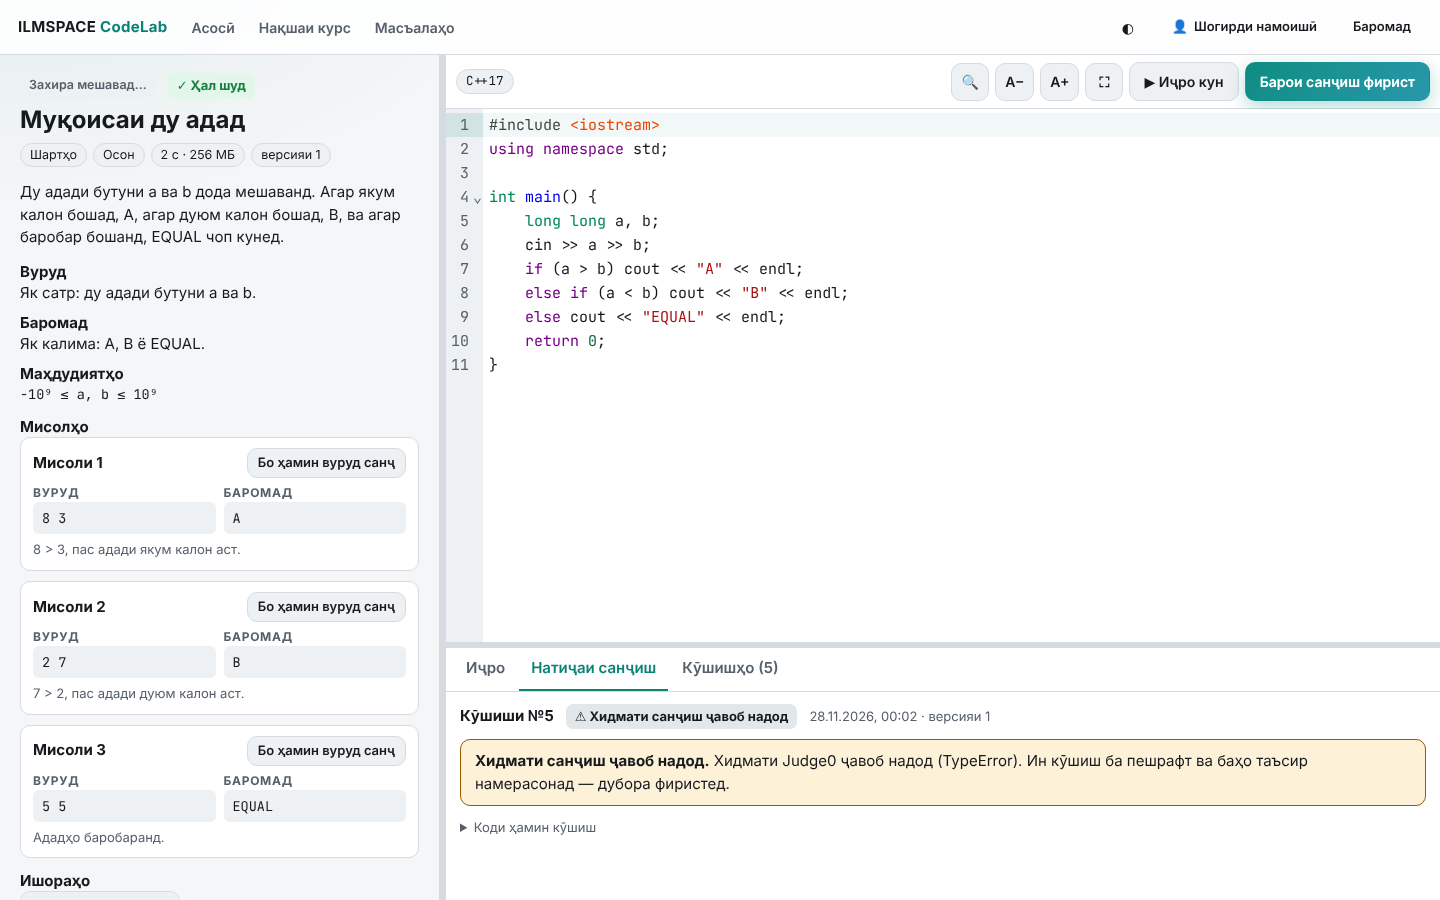 ILMSPACE CodeLab
Асосӣ
Нақшаи курс
Масъалаҳо
◐
👤 Шогирди намоишӣ
Баромад
Захира мешавад…
✓ Ҳал шуд
Муқоисаи ду адад
Шартҳо
Осон
2 с · 256 МБ
версияи 1
Ду адади бутуни a ва b дода мешаванд. Агар якум
калон бошад, A, агар дуюм калон бошад, B, ва агар
баробар бошанд, EQUAL чоп кунед.
Вуруд
Як сатр: ду адади бутуни a ва b.
Баромад
Як калима: A, B ё EQUAL.
Маҳдудиятҳо
-10⁹ ≤ a, b ≤ 10⁹
Мисолҳо
Мисоли 1
Бо ҳамин вуруд санҷ
ВУРУД
БАРОМАД
8 3
A
8 > 3, пас адади якум калон аст.
Мисоли 2
Бо ҳамин вуруд санҷ
ВУРУД
БАРОМАД
2 7
B
7 > 2, пас адади дуюм калон аст.
Мисоли 3
Бо ҳамин вуруд санҷ
ВУРУД
БАРОМАД
5 5
EQUAL
Ададҳо баробаранд.
Ишораҳо
C++17
🔍
A−
A+
⛶
▶ Иҷро кун
Барои санҷиш фирист
1 #include <iostream>
2 using namespace std;
3
4 int main() {
5     long long a, b;
6     cin >> a >> b;
7     if (a > b) cout << "A" << endl;
8     else if (a < b) cout << "B" << endl;
9     else cout << "EQUAL" << endl;
10     return 0;
11 }
Иҷро
Натиҷаи санҷиш
Кӯшишҳо (5)
Кӯшиши №5
⚠ Хидмати санҷиш ҷавоб надод
28.11.2026, 00:02 · версияи 1
Хидмати санҷиш ҷавоб надод. Хидмати Judge0 ҷавоб надод (TypeError). Ин кӯшиш ба пешрафт ва баҳо таъсир
намерасонад — дубора фиристед.
▶ Коди ҳамин кӯшиш